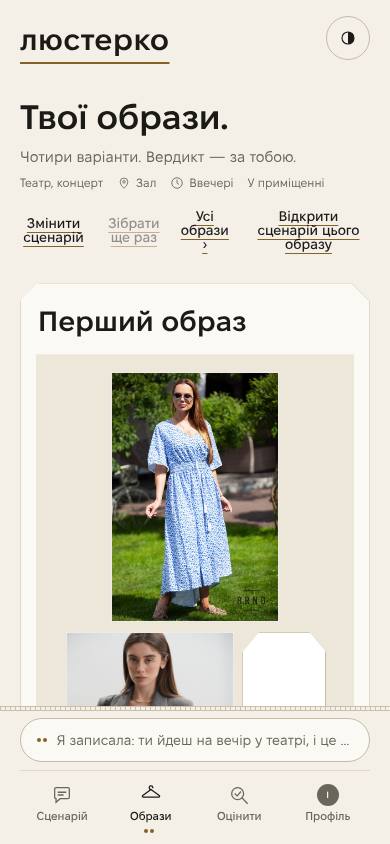 люстерко
Твої образи.
Чотири варіанти. Вердикт — за тобою.
Театр, концерт Зал Ввечері У приміщенні
Змінити
сценарій
Зібрати
ще раз
Усі
образи
›
Відкрити
сценарій цього
образу
Перший образ
BRND
Я записала: ти йдеш на вечір у театрі, і це ...
Сценарій Образи Оцінити І Профіль